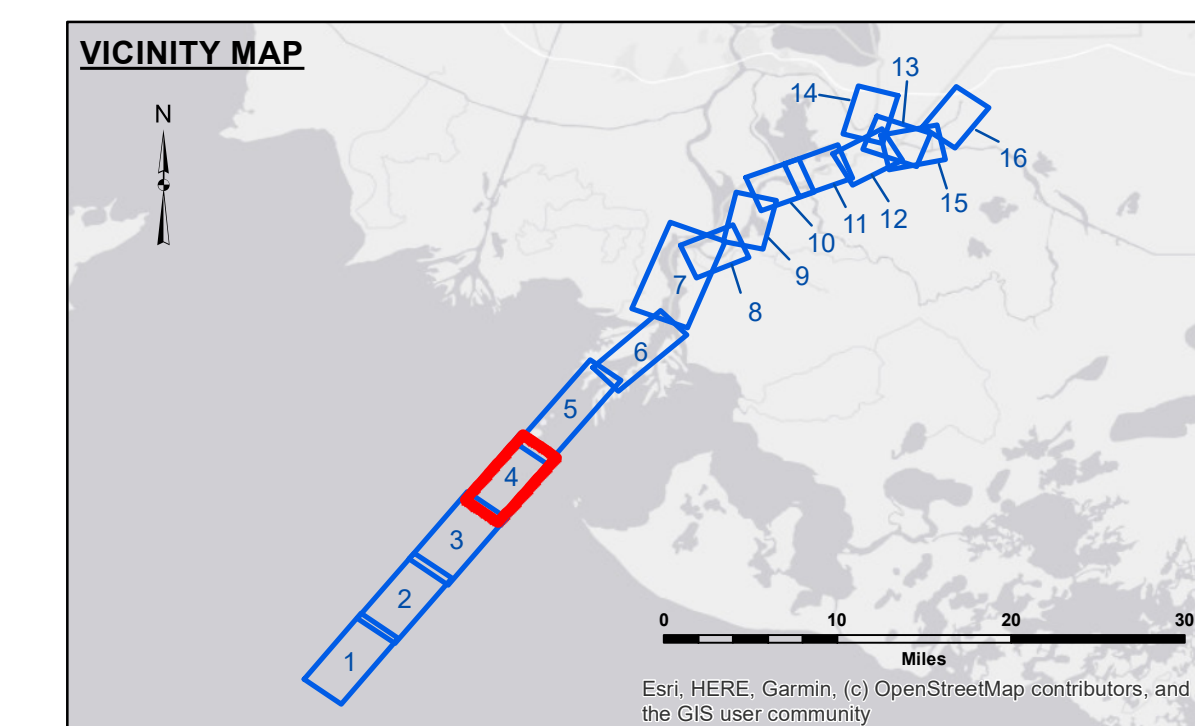 VICINITY MAP
N
13
14
16
15
12
11
10
9
8
7
6
5
4
3
2
1
0 10 20 30
Miles
Esri, HERE, Garmin, (c) OpenStreetMap contributors, and
the GIS user community